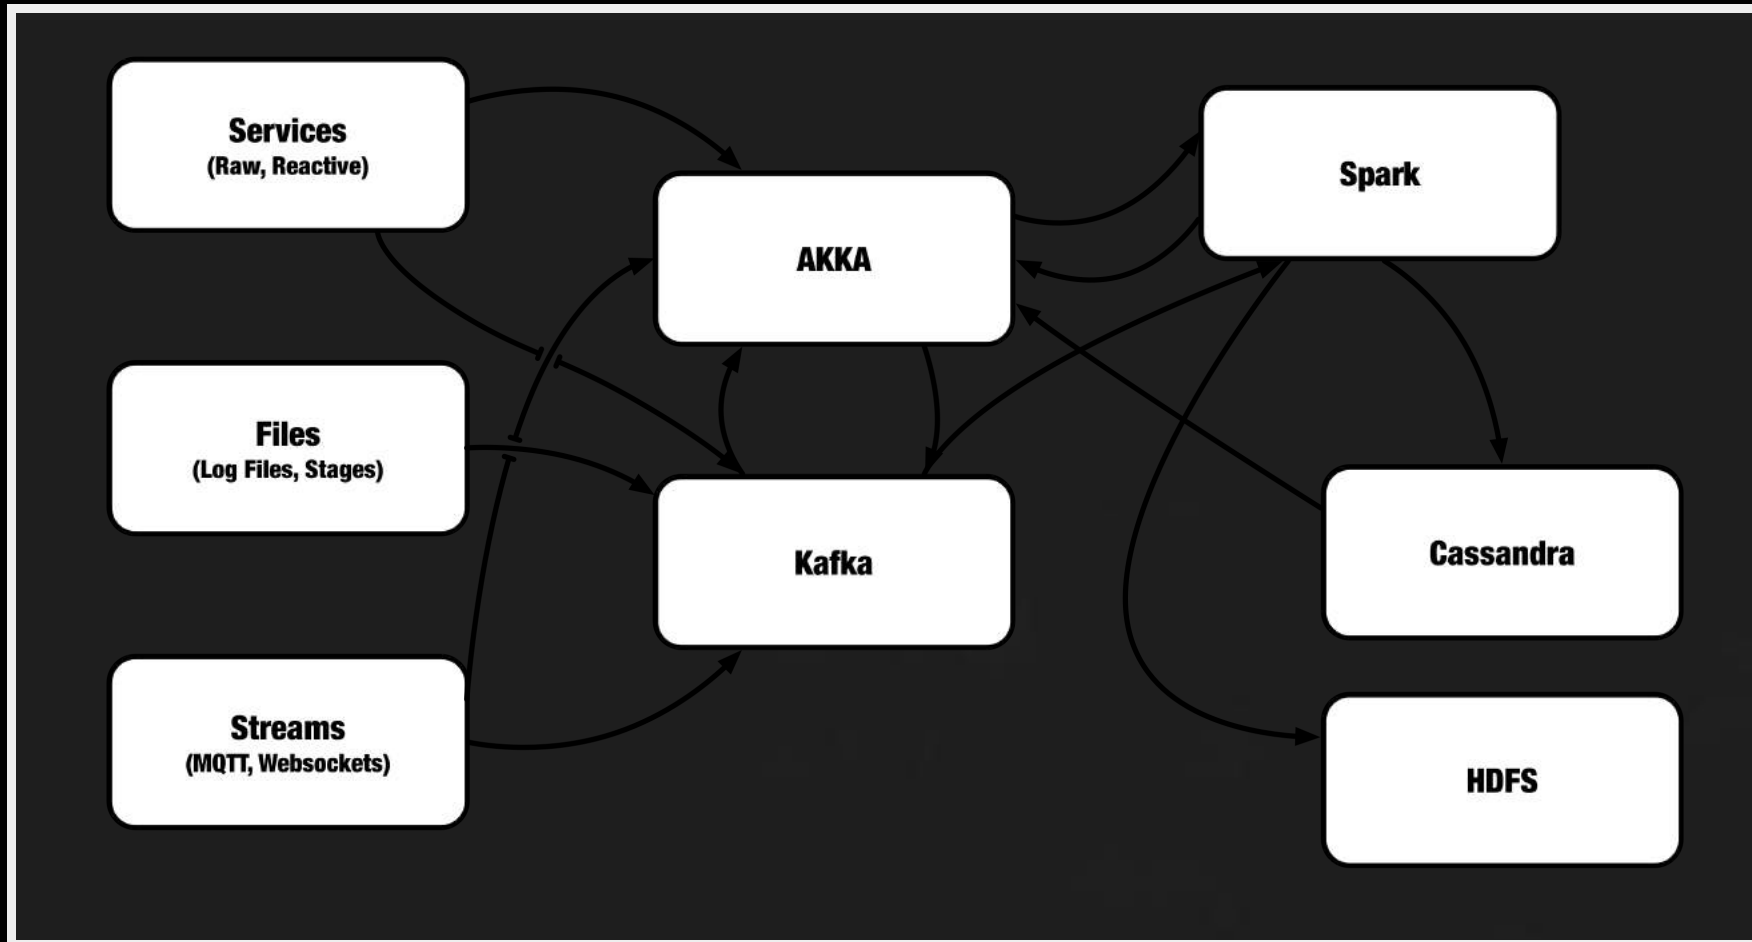 Services
(Raw, Reactive)
AKKA
Spark
Files
(Log Files, Stages)
Kafka
Cassandra
Streams
(MQTT, Websockets)
HDFS